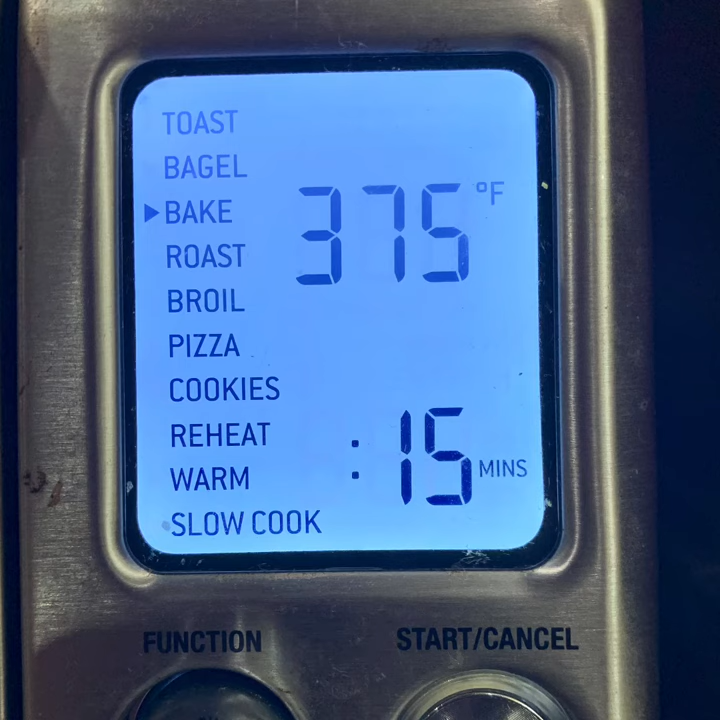 TOAST
BAGEL
▶BAKE 375 °F
ROAST
BROIL
PIZZA
COOKIES
REHEAT
WARM :15 MINS
SLOW COOK
FUNCTION START/CANCEL